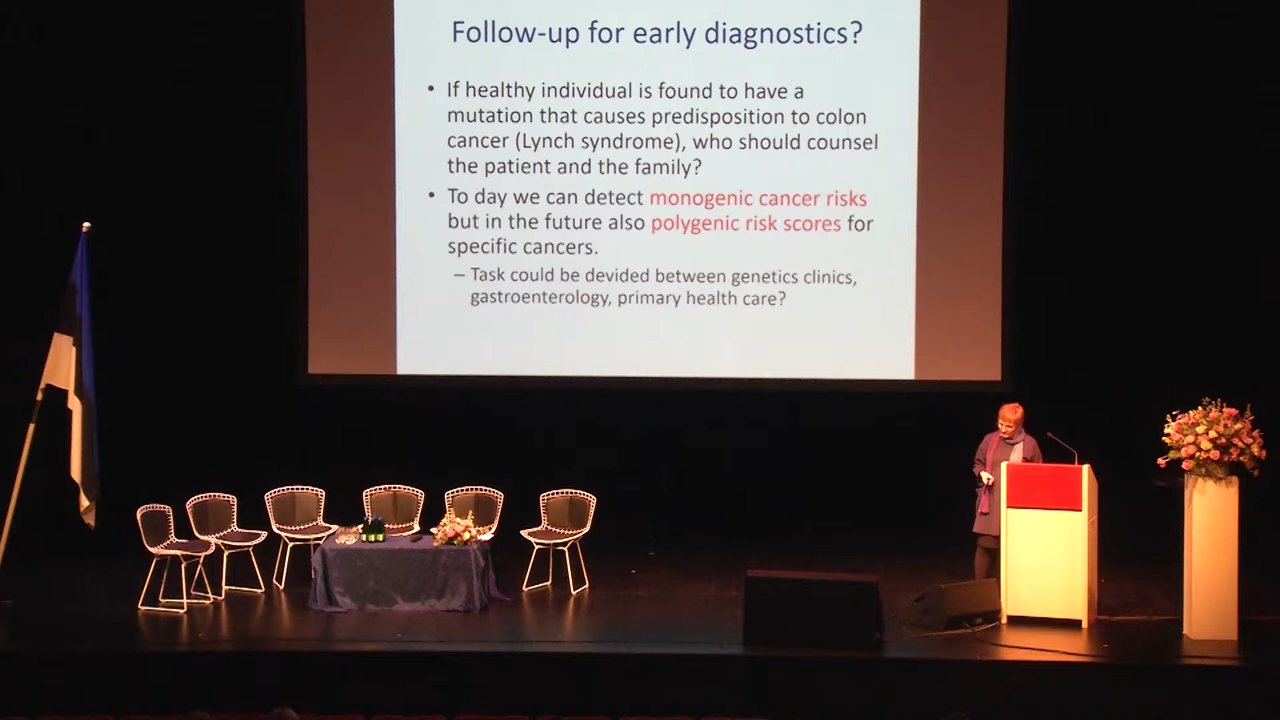 Follow-up for early diagnostics?
• If healthy individual is found to have a
mutation that causes predisposition to colon
cancer (Lynch syndrome), who should counsel
the patient and the family?
• To day we can detect monogenic cancer risks
but in the future also polygenic risk scores for
specific cancers.
– Task could be devided between genetics clinics,
gastroenterology, primary health care?